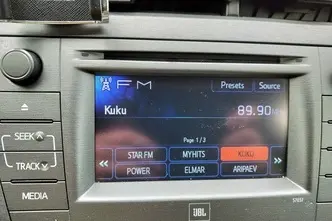 FM
Presets Source
Kuku 89.90
Page 1 / 3
SEEK
TRACK
MEDIA
STAR FM MYHITS KUKU
POWER ELMAR ARIPAEV
JBL
57037